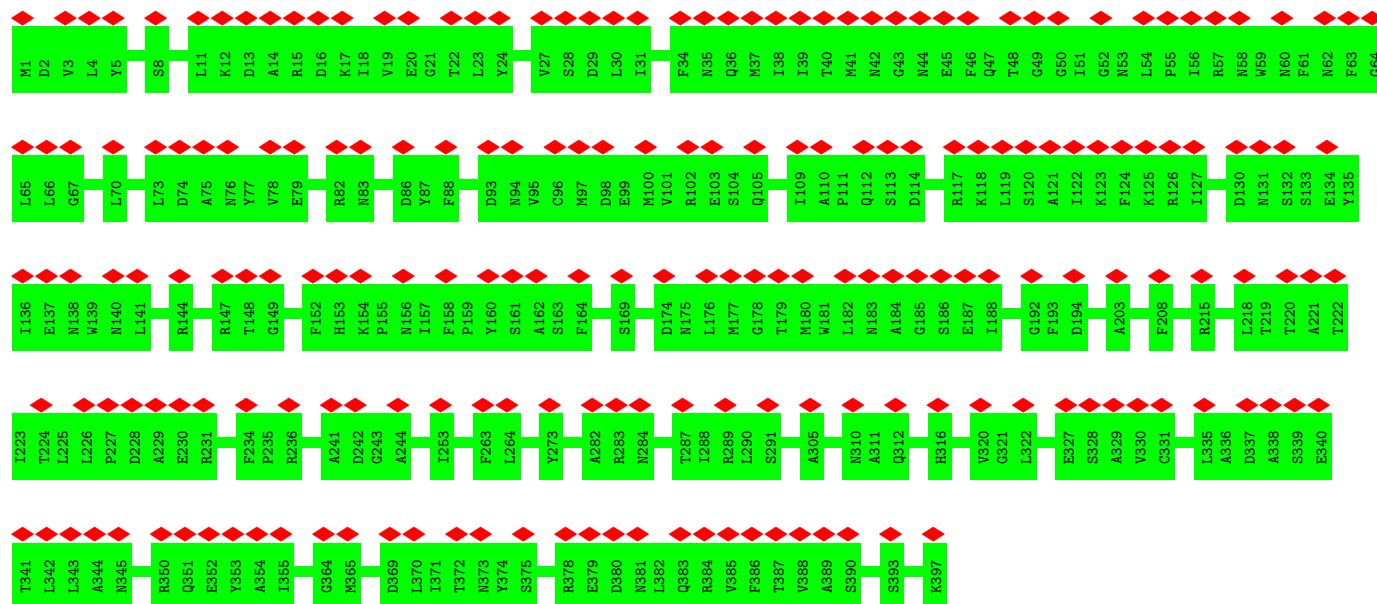 M1 D2 V3 L4 Y5 S8 L11 K12 D13 A14 R15 D16 K17 I18 V19 E20 G21 T22 L23 Y24 V27 S28 D29 L30 I31 F34 N35 Q36 M37 I38 I39 T40 M41 N42 G43 N44 E45 F46 Q47 T48 G49 G50 I51 G52 N53 L54 P55 I56 R57 N58 W59 N60 F61 N62 F63 G64
L65 L66 G67 L70 L73 D74 A75 N76 Y77 V78 E79 R82 N83 D86 Y87 F88 D93 N94 V95 C96 M97 D98 E99 M100 V101 R102 E103 S104 Q105 I109 A110 P111 Q112 S113 D114 R117 K118 L119 S120 A121 I122 K123 F124 K125 R126 I127 D130 N131 S132 S133 E134 Y135
I136 E137 N138 W139 N140 L141 R144 R147 T148 G149 F152 H153 K154 P155 N156 I157 F158 P159 Y160 S161 A162 S163 F164 S169 D174 N175 L176 M177 G178 T179 M180 W181 L182 N183 A184 G185 S186 E187 I188 G192 F193 D194 A203 F208 R215 L218 T219 T220 A221 T222
I223 T224 L225 L226 P227 D228 A229 E230 R231 F234 P235 R236 A241 D242 G243 A244 I253 F263 L264 Y273 A282 R283 N284 T287 I288 R289 L290 S291 A305 N310 A311 Q312 H316 V320 G321 L322 E327 S328 A329 V330 C331 L335 A336 D337 A338 S339 E340
T341 L342 L343 A344 N345 R350 Q351 E352 Y353 A354 I355 G364 M365 D369 L370 I371 T372 N373 Y374 S375 R378 E379 D380 N381 L382 Q383 R384 V385 F386 T387 V388 A389 S390 S393 K397